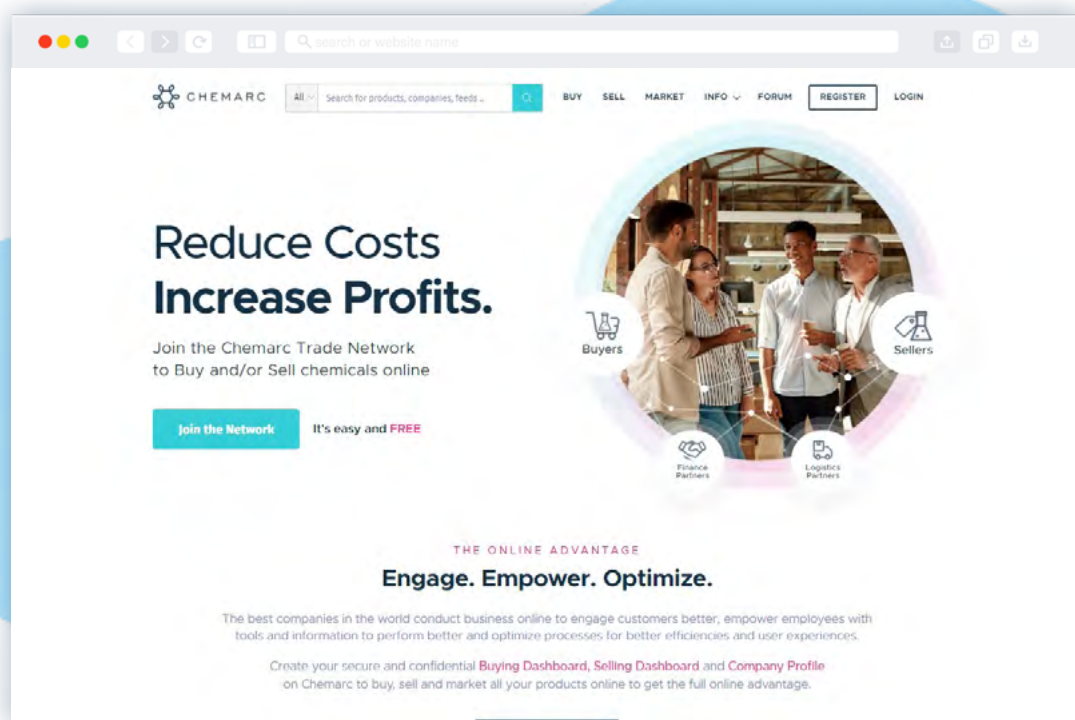 search or website name
CHEMARC
All
Search for products, companies, feeds ..
BUY SELL MARKET INFO FORUM REGISTER LOGIN
Reduce Costs
Increase Profits.
Join the Chemarc Trade Network
to Buy and/or Sell chemicals online
Join the Network
It's easy and FREE
Buyers
Sellers
Finance
Partners
Logistics
Partners
THE ONLINE ADVANTAGE
Engage. Empower. Optimize.
The best companies in the world conduct business online to engage customers better, empower employees with
tools and information to perform better and optimize processes for better efficiencies and user experiences.
Create your secure and confidential Buying Dashboard, Selling Dashboard and Company Profile
on Chemarc to buy, sell and market all your products online to get the full online advantage.